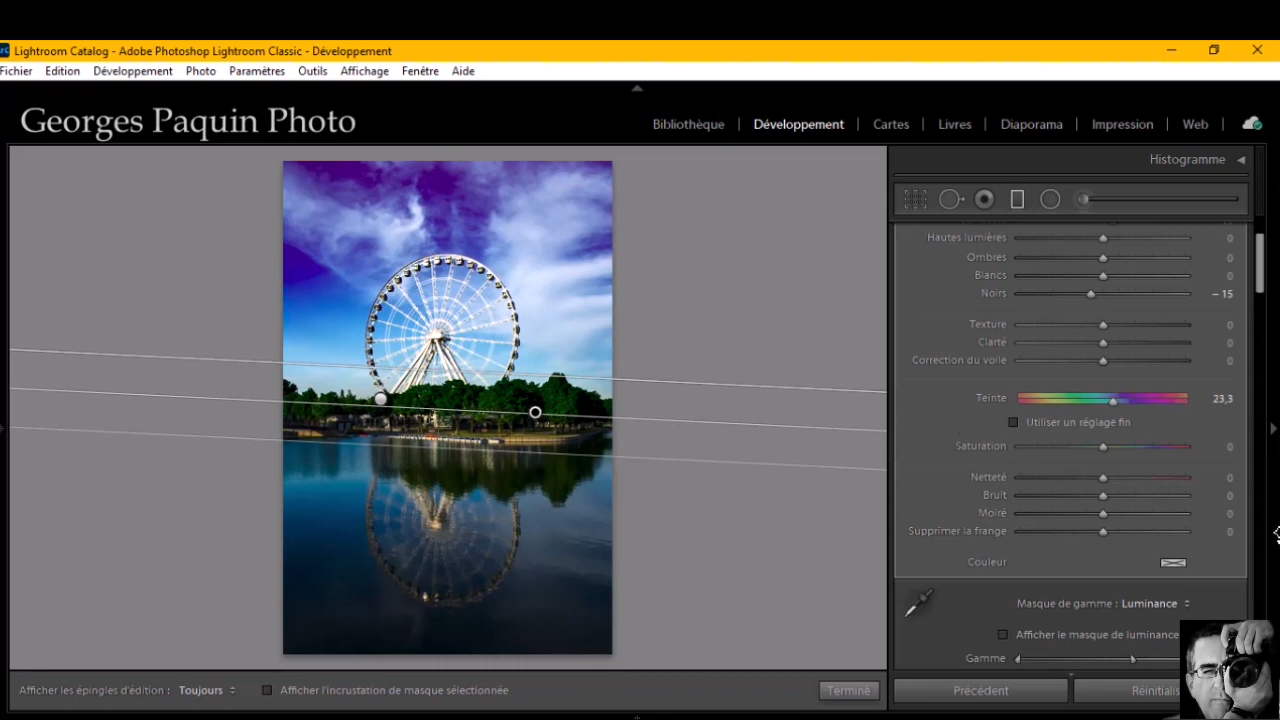 Lightroom Catalog - Adobe Photoshop Lightroom Classic - Développement
Fichier Edition Développement Photo Paramètres Outils Affichage Fenêtre Aide
Georges Paquin Photo
Bibliothèque | Développement | Cartes | Livres | Diaporama | Impression | Web |
Histogramme
Hautes lumières 0
Ombres 0
Blancs 0
Noirs – 15
Texture 0
Clarté 0
Correction du voile 0
Teinte 23,3
Utiliser un réglage fin
Saturation 0
Netteté 0
Bruit 0
Moiré 0
Supprimer la frange 0
Couleur
Masque de gamme : Luminance
Afficher le masque de luminance
Gamme
Afficher les épingles d'édition : Toujours
Afficher l'incrustation de masque sélectionnée
Terminé
Précédent
Réinitialis